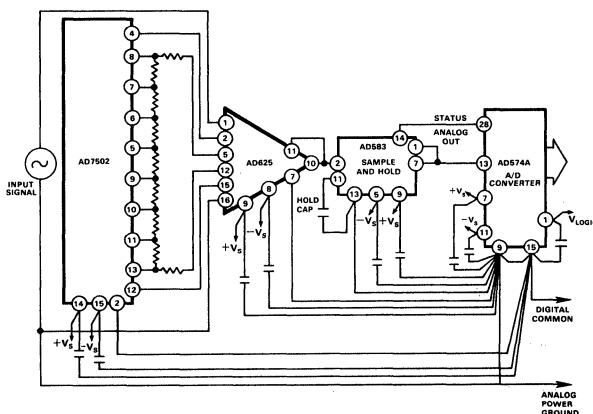 4
8
7
6
5
9
10
11
13
12
14
15
2
AD7502
INPUT
SIGNAL
+VS
-VS
1
2
5
12
15
16
AD625
11
10
7
8
9
+VS
-VS
AD583
SAMPLE
AND HOLD
2
11
14
1
7
13
5
9
HOLD
CAP
-VS
+VS
STATUS
ANALOG
OUT
28
13
7
11
9
15
1
AD574A
A/D
CONVERTER
+VS
-VS
VLOGI
DIGITAL
COMMON
ANALOG
POWER
GROUND